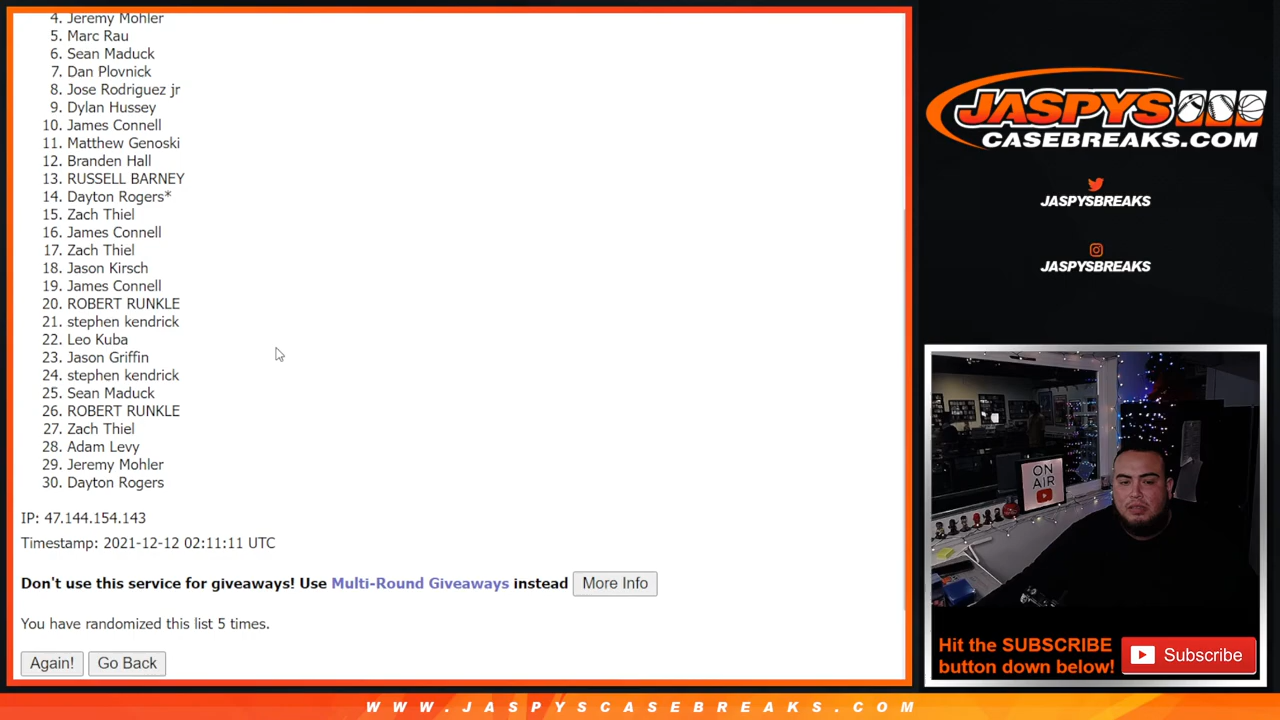 4. Jeremy Mohler
5. Marc Rau
6. Sean Maduck
7. Dan Plovnick
8. Jose Rodriguez jr
9. Dylan Hussey
10. James Connell
11. Matthew Genoski
12. Branden Hall
13. RUSSELL BARNEY
14. Dayton Rogers*
15. Zach Thiel
16. James Connell
17. Zach Thiel
18. Jason Kirsch
19. James Connell
20. ROBERT RUNKLE
21. stephen kendrick
22. Leo Kuba
23. Jason Griffin
24. stephen kendrick
25. Sean Maduck
26. ROBERT RUNKLE
27. Zach Thiel
28. Adam Levy
29. Jeremy Mohler
30. Dayton Rogers
IP: 47.144.154.143
Timestamp: 2021-12-12 02:11:11 UTC
Don't use this service for giveaways! Use Multi-Round Giveaways instead More Info
You have randomized this list 5 times.
Again! Go Back
JASPYS
CASEBREAKS.COM
JASPYSBREAKS
JASPYSBREAKS
ON
AIR
Hit the SUBSCRIBE
button down below!
Subscribe
WWW.JASPYSCASEBREAKS.COM